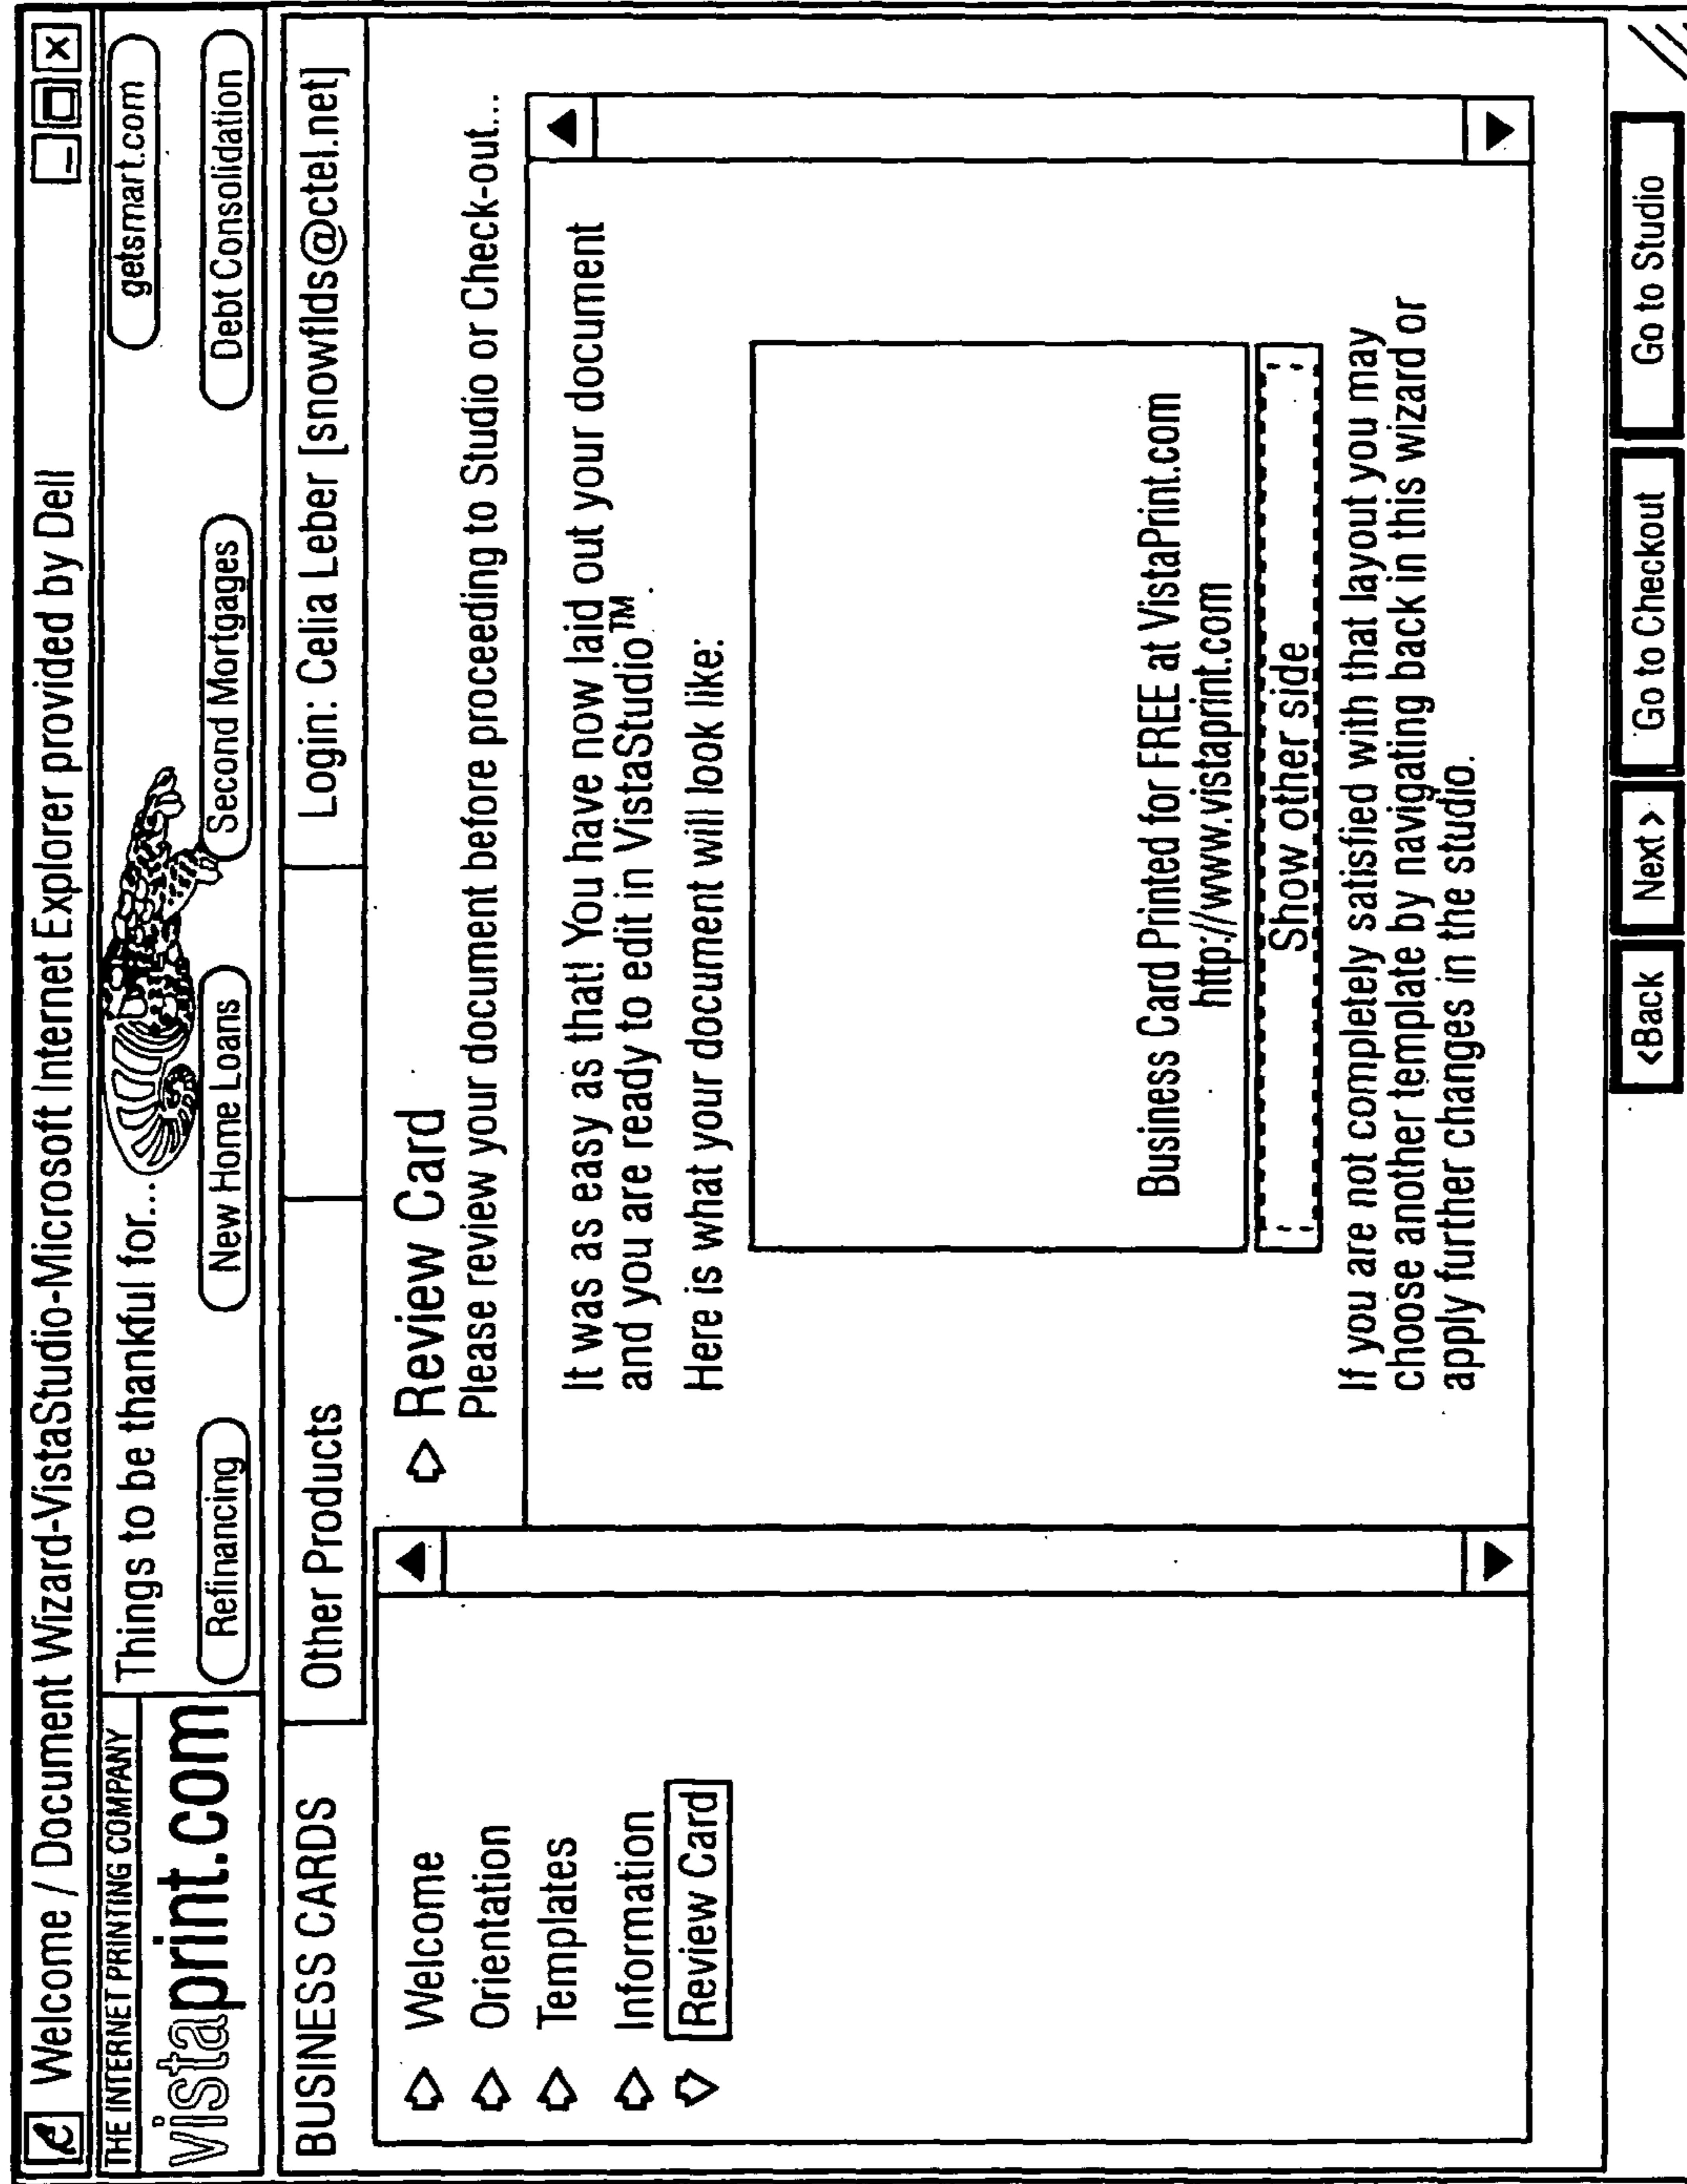 Welcome / Document Wizard-VistaStudio-Microsoft Internet Explorer provided by Dell
THE INTERNET PRINTING COMPANY
vistaprint.com
Things to be thankful for...
getsmart.com
Refinancing
New Home Loans
Second Mortgages
Debt Consolidation
BUSINESS CARDS
Other Products
Login: Celia Leber [snowflds@ctel.net]
Welcome
Orientation
Templates
Information
Review Card
Review Card
Please review your document before proceeding to Studio or Check-out...
It was as easy as that! You have now laid out your document
and you are ready to edit in VistaStudio™.
Here is what your document will look like:
Business Card Printed for FREE at VistaPrint.com
http://www.vistaprint.com
Show other side
If you are not completely satisfied with that layout you may
choose another template by navigating back in this wizard or
apply further changes in the studio.
<Back
Next>
Go to Checkout
Go to Studio